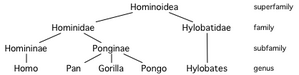 Hominoidea superfamily
Hominidae Hylobatidae family
Homininae Ponginae subfamily
Homo Pan Gorilla Pongo Hylobates genus